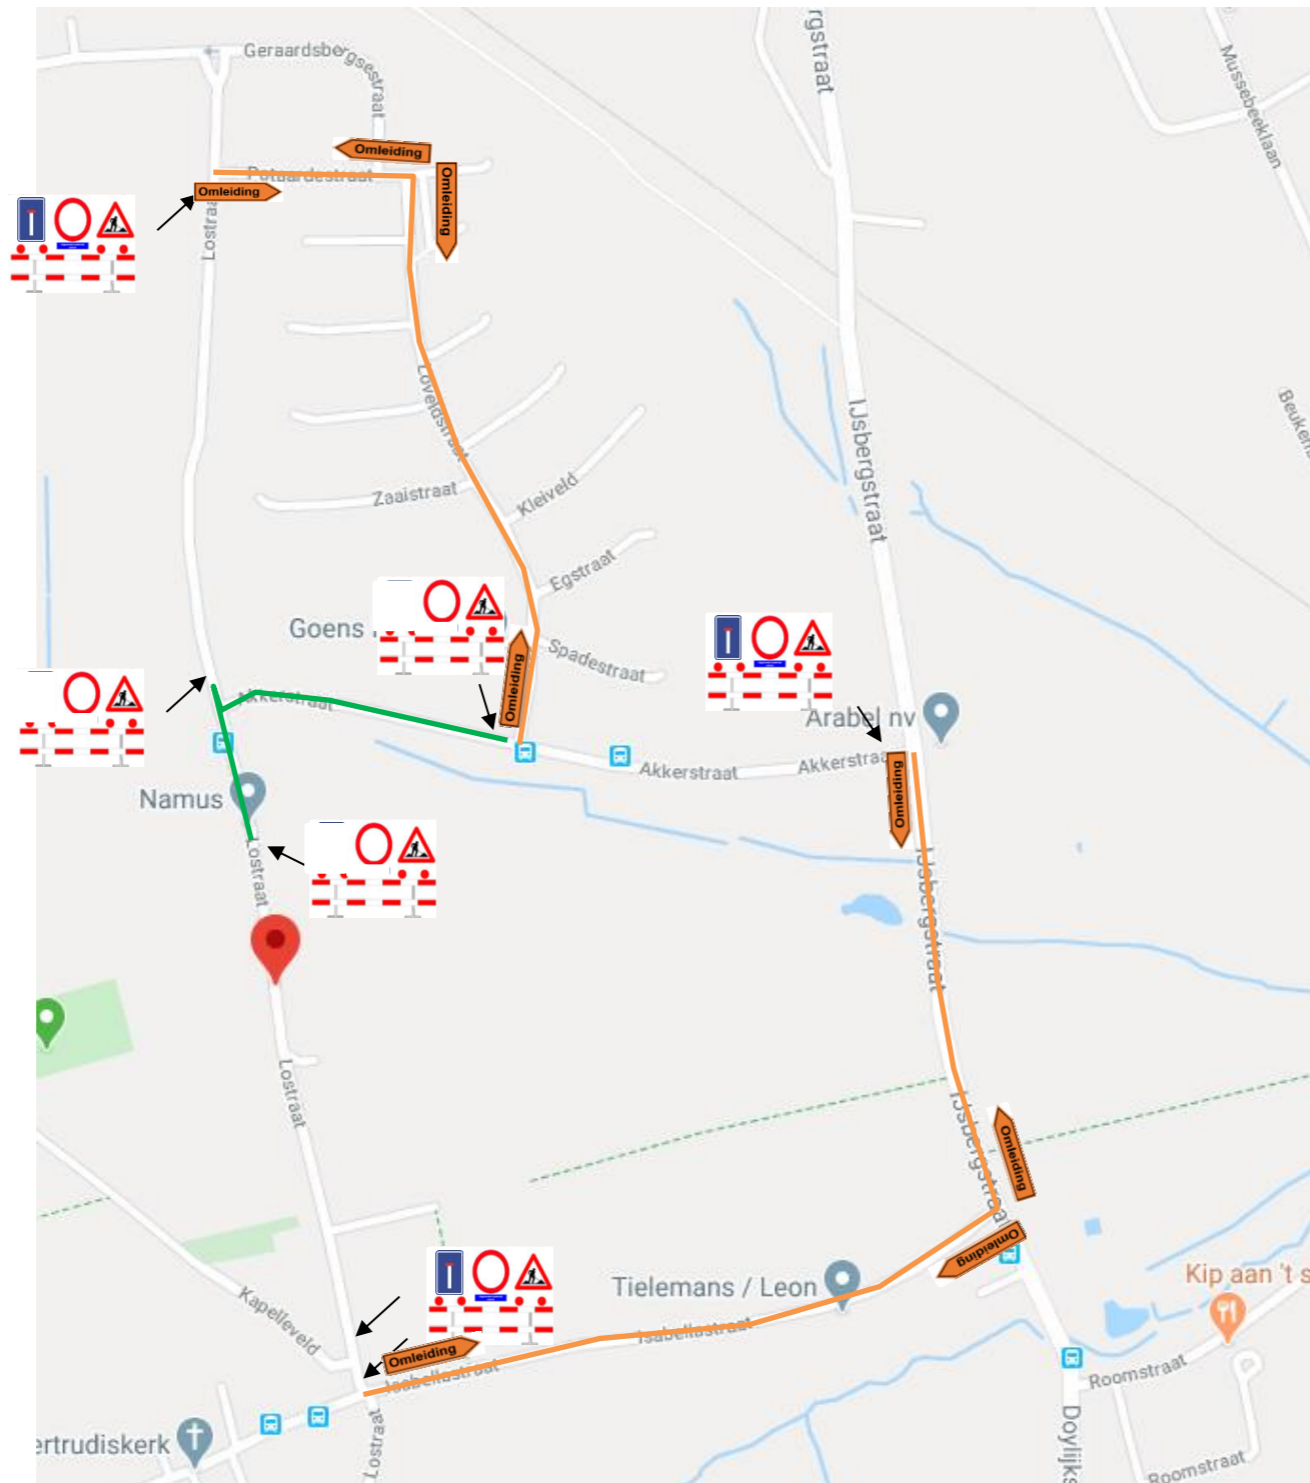 Geraardsbergsestraat
rgstraat
Mussebeeklaan
Omleiding
Potaardestraat
Omleiding
Omleiding
Lostraat
Loveldstraat
IJsbergstraat
Zaaistraat
Kleiveld
Egstraat
Goens
Spadestraat
Omleiding
Akkerstraat
Arabel nv
Akkerstraat
Akkerstraat
Omleiding
Namus
Lostraat
IJsbergstraat
Lostraat
IJsbergstraat
Omleiding
Omleiding
Kapelleveld
Tielemans / Leon
Kip aan 't s
Isabellastraat
Omleiding
Isabellastraat
Roomstraat
ertrudiskerk
Lostraat
Doylijks
Roomstraat